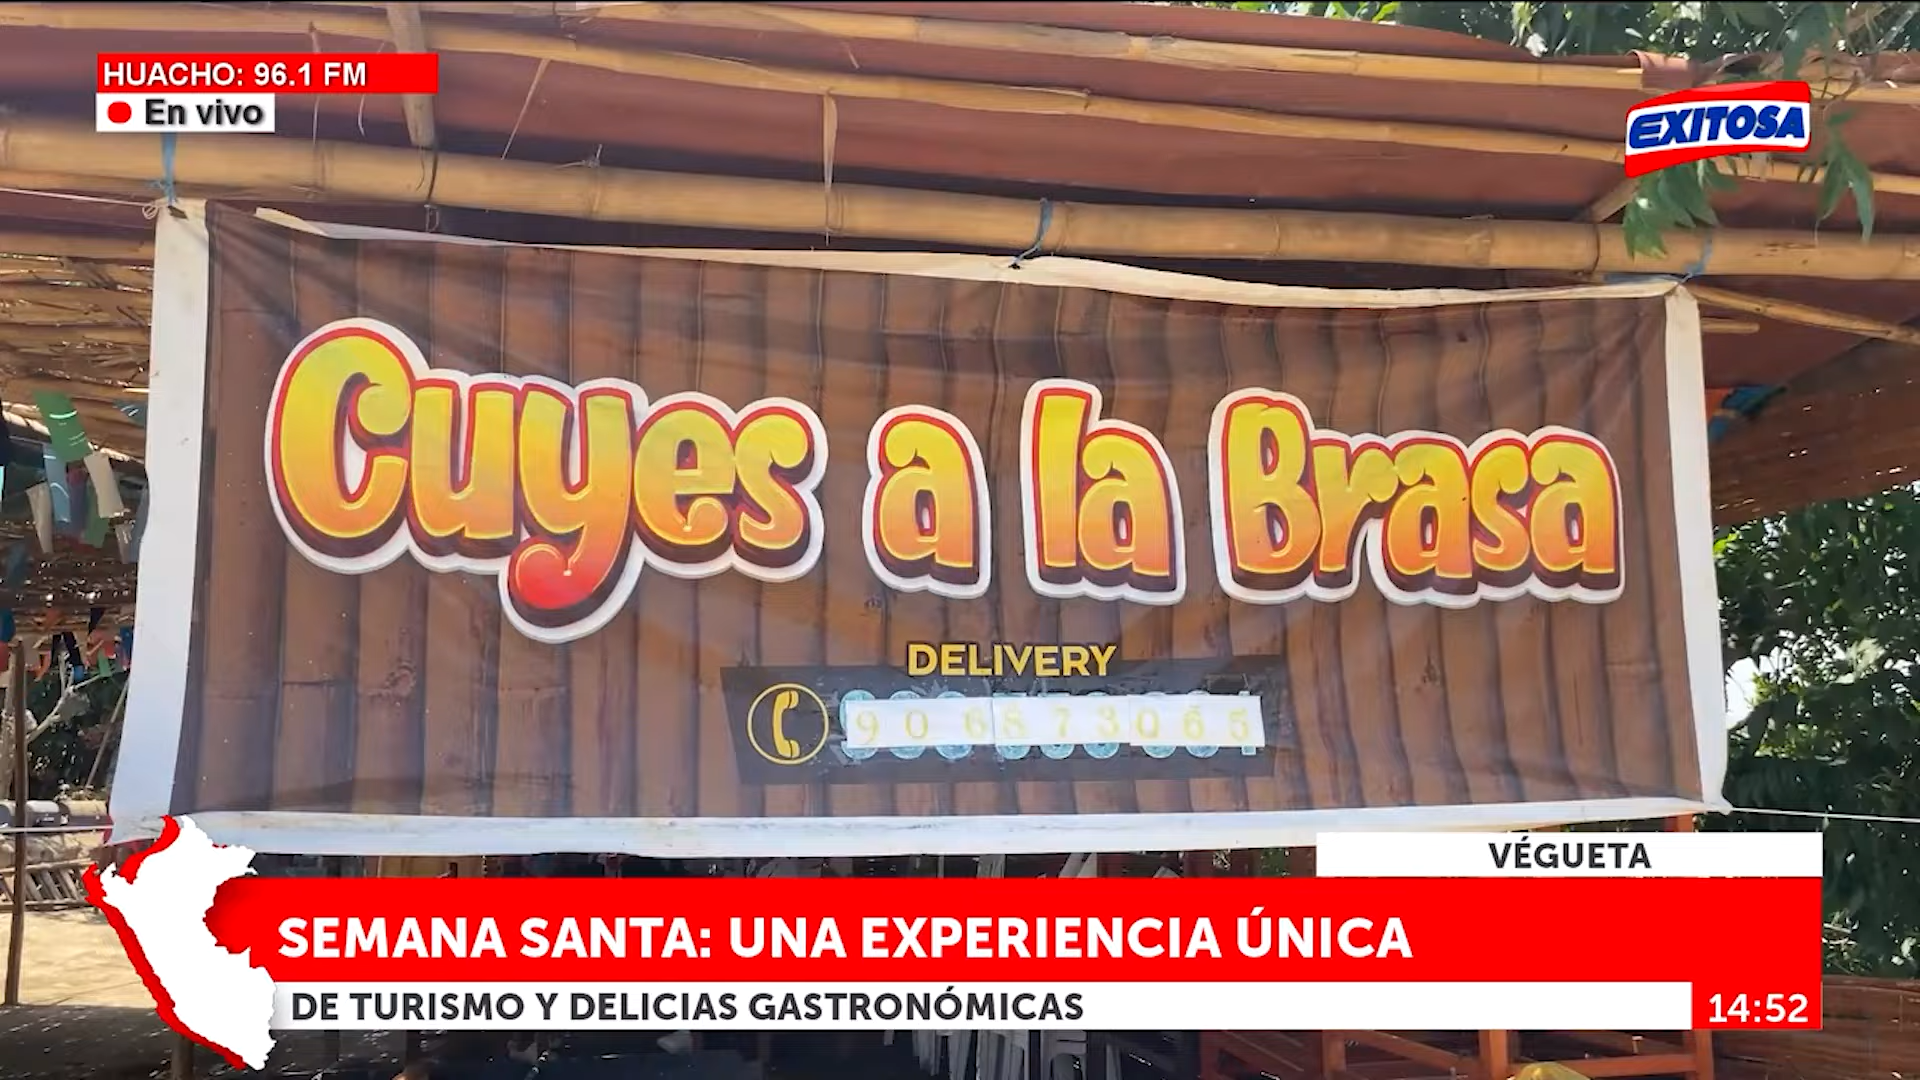 HUACHO: 96.1 FM
En vivo
EXITOSA
Cuyes a la Brasa
DELIVERY
906873065
VÉGUETA
SEMANA SANTA: UNA EXPERIENCIA ÚNICA
DE TURISMO Y DELICIAS GASTRONÓMICAS
14:52